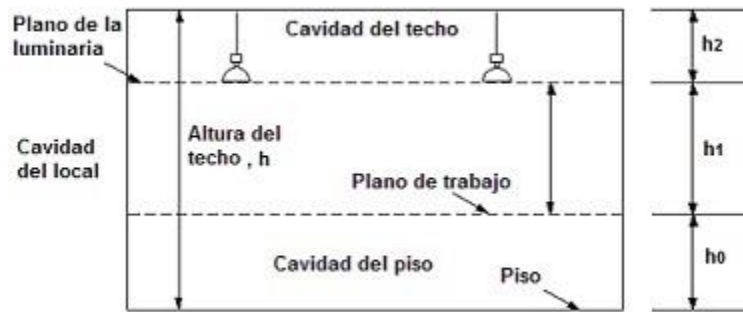 Plano de la
luminaria
Cavidad del techo
h2
Cavidad
del local
Altura del
techo , h
h1
Plano de trabajo
Cavidad del piso
Piso
h0